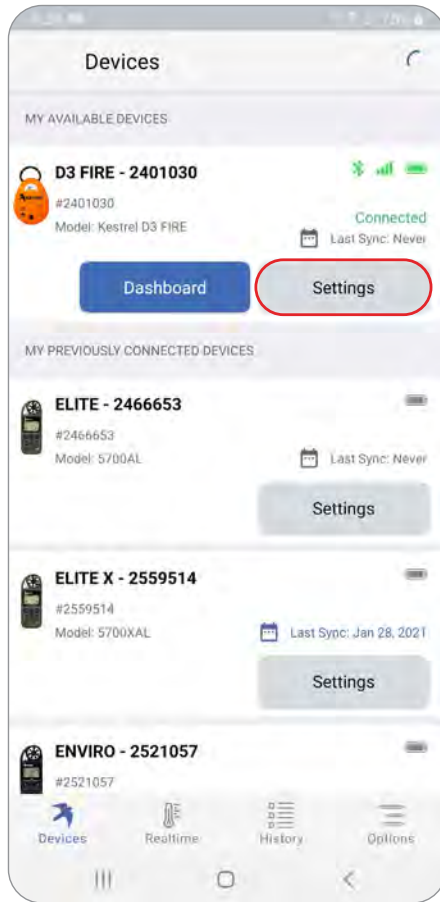 Devices
MY AVAILABLE DEVICES
D3 FIRE - 2401030
#2401030
Model: Kestrel D3 FIRE
Connected
Last Sync: Never
Dashboard
Settings
MY PREVIOUSLY CONNECTED DEVICES
ELITE - 2466653
#2466653
Model: 5700AL
Last Sync: Never
Settings
ELITE X - 2559514
#2559514
Model: 5700XAL
Last Sync: Jan 28, 2021
Settings
ENVIRO - 2521057
#2521057
Devices
Realtime
History
Options